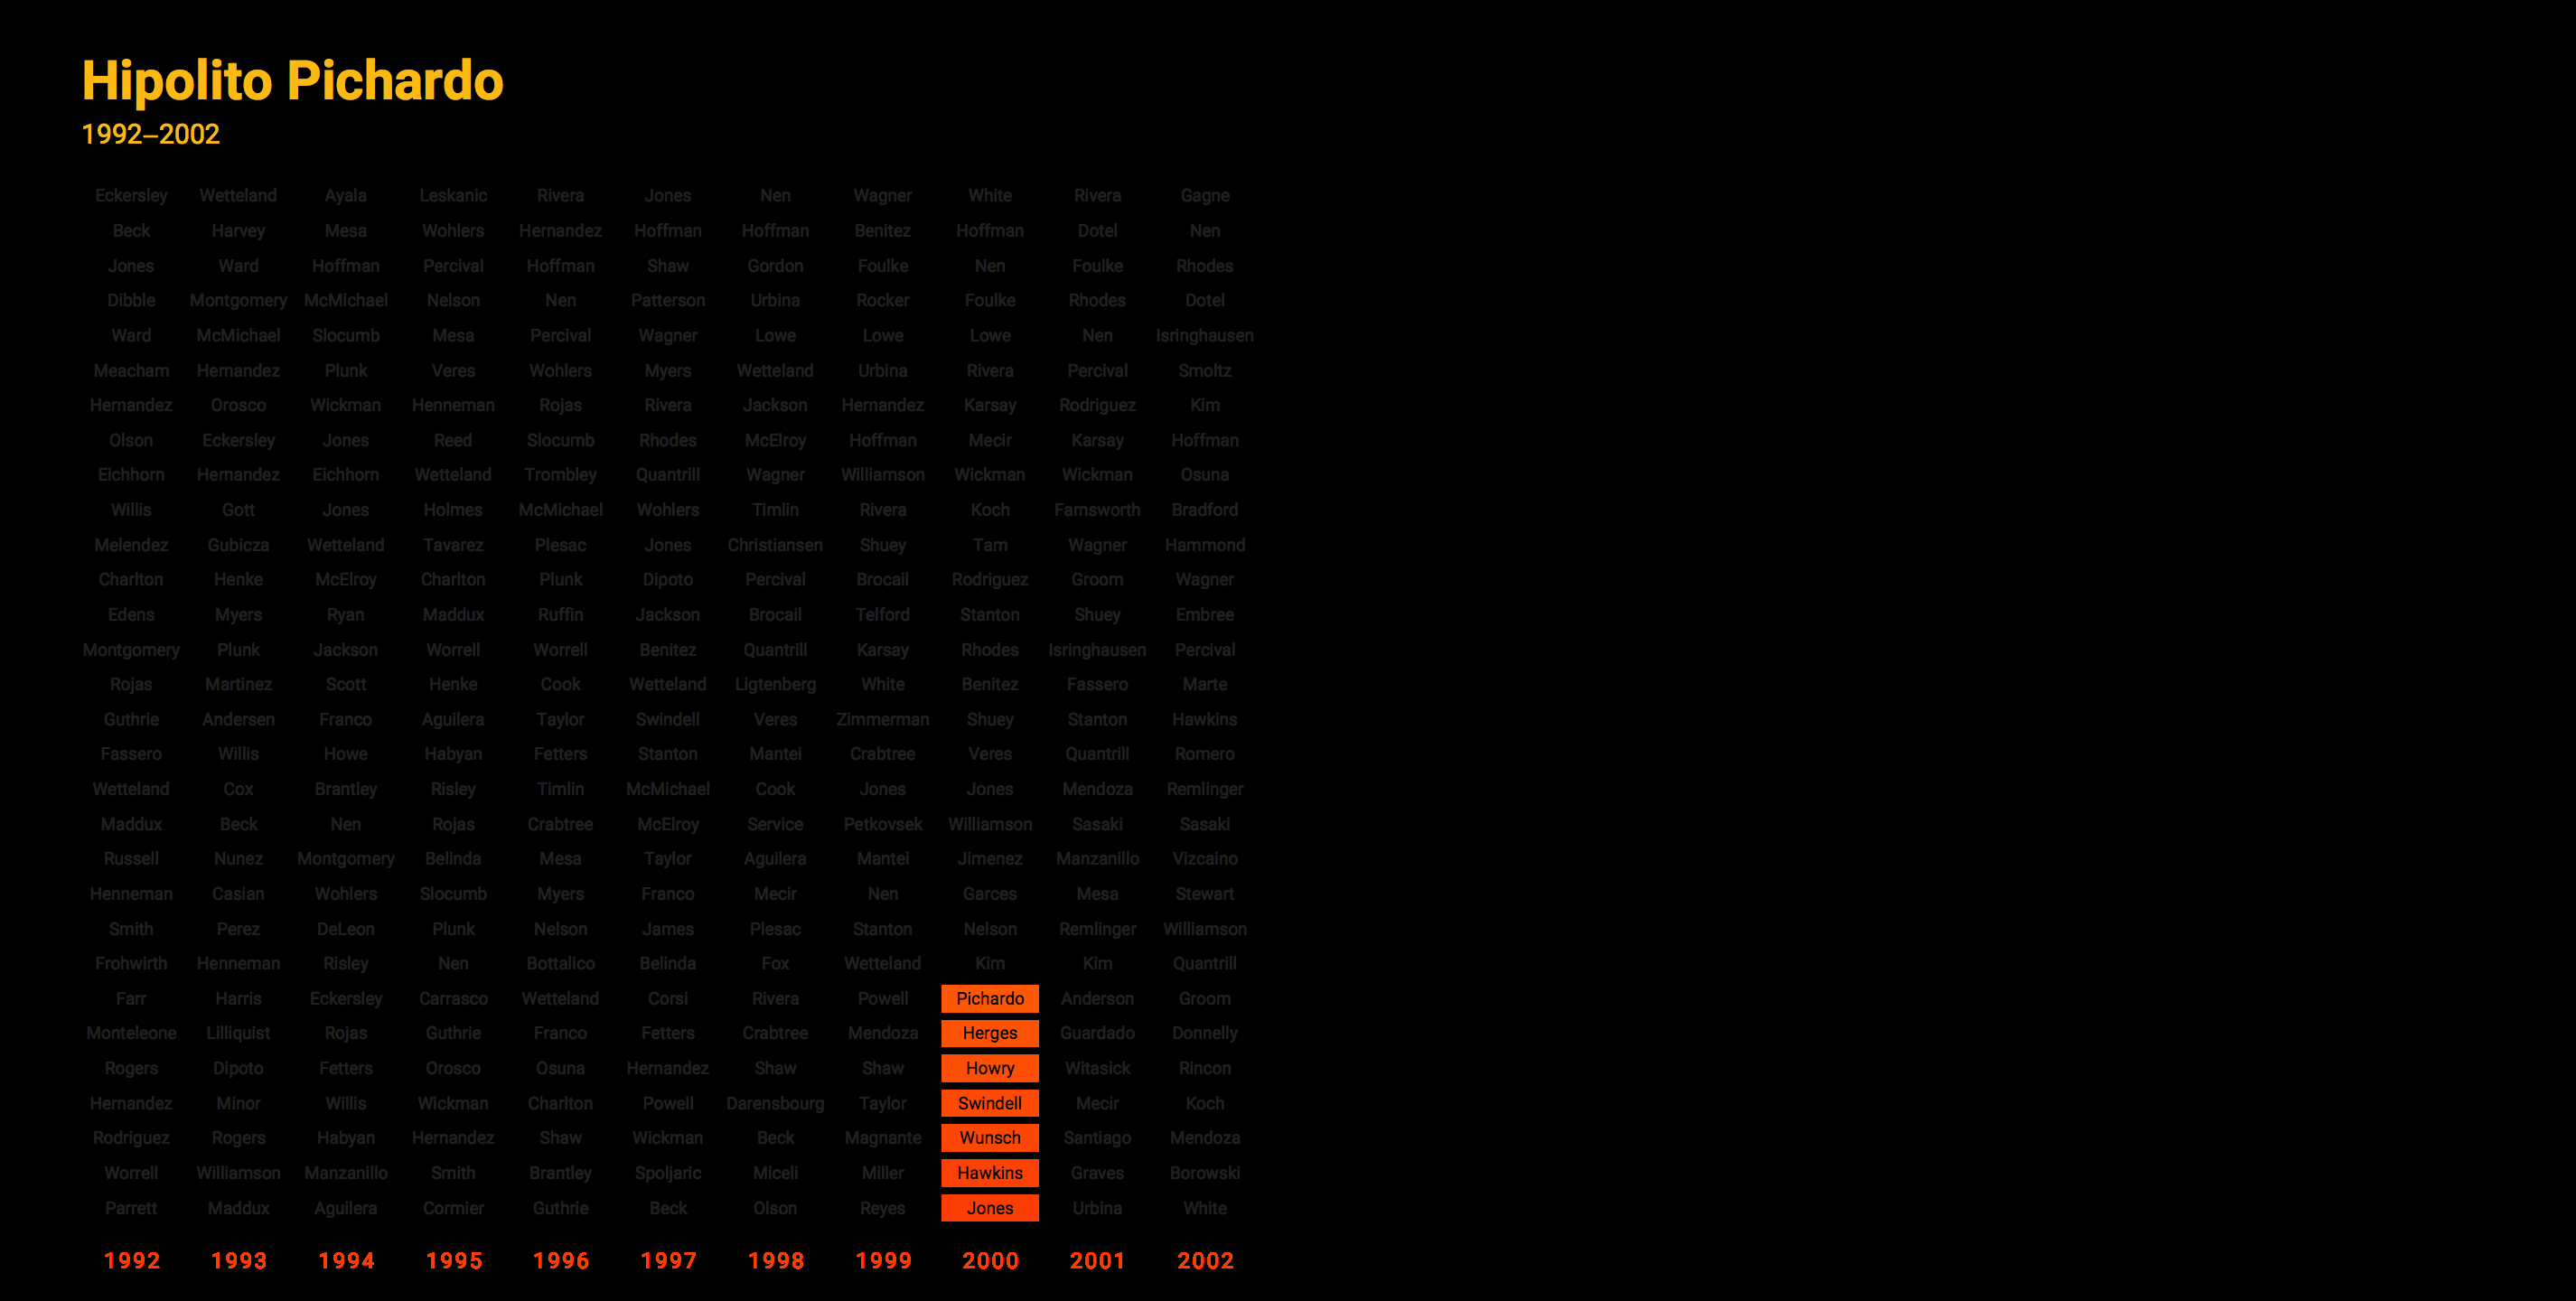 Hipolito Pichardo
1992–2002
Eckersley Wetteland Ayala Leskanic Rivera Jones Nen Wagner White Rivera Gagne
Beck Harvey Mesa Wohlers Hernandez Hoffman Hoffman Benitez Hoffman Dotel Nen
Jones Ward Hoffman Percival Hoffman Shaw Gordon Foulke Nen Foulke Rhodes
Dibble Montgomery McMichael Nelson Nen Patterson Urbina Rocker Foulke Rhodes Dotel
Ward McMichael Slocumb Mesa Percival Wagner Lowe Lowe Lowe Nen Isringhausen
Meacham Hernandez Plunk Veres Wohlers Myers Wetteland Urbina Rivera Percival Smoltz
Hernandez Orosco Wickman Henneman Rojas Rivera Jackson Hernandez Karsay Rodriguez Kim
Olson Eckersley Jones Reed Slocumb Rhodes McElroy Hoffman Mecir Karsay Hoffman
Eichhorn Hernandez Eichhorn Wetteland Trombley Quantrill Wagner Williamson Wickman Wickman Osuna
Willis Gott Jones Holmes McMichael Wohlers Timlin Rivera Koch Farnsworth Bradford
Melendez Gubicza Wetteland Tavarez Plesac Jones Christiansen Shuey Tam Wagner Hammond
Charlton Henke McElroy Charlton Plunk Dipoto Percival Brocail Rodriguez Groom Wagner
Edens Myers Ryan Maddux Ruffin Jackson Brocail Telford Stanton Shuey Embree
Montgomery Plunk Jackson Worrell Worrell Benitez Quantrill Karsay Rhodes Isringhausen Percival
Rojas Martinez Scott Henke Cook Wetteland Ligtenberg White Benitez Fassero Marte
Guthrie Andersen Franco Aguilera Taylor Swindell Veres Zimmerman Shuey Stanton Hawkins
Fassero Willis Howe Habyan Fetters Stanton Mantei Crabtree Veres Quantrill Romero
Wetteland Cox Brantley Risley Timlin McMichael Cook Jones Jones Mendoza Remlinger
Maddux Beck Nen Rojas Crabtree McElroy Service Petkovsek Williamson Sasaki Sasaki
Russell Nunez Montgomery Belinda Mesa Taylor Aguilera Mantei Jimenez Manzanillo Vizcaino
Henneman Casian Wohlers Slocumb Myers Franco Mecir Nen Garces Mesa Stewart
Smith Perez DeLeon Plunk Nelson James Plesac Stanton Nelson Remlinger Williamson
Frohwirth Henneman Risley Nen Bottalico Belinda Fox Wetteland Kim Kim Quantrill
Farr Harris Eckersley Carrasco Wetteland Corsi Rivera Powell Pichardo Anderson Groom
Monteleone Lilliquist Rojas Guthrie Franco Fetters Crabtree Mendoza Herges Guardado Donnelly
Rogers Dipoto Fetters Orosco Osuna Hernandez Shaw Shaw Howry Witasick Rincon
Hernandez Minor Willis Wickman Charlton Powell Darensbourg Taylor Swindell Mecir Koch
Rodriguez Rogers Habyan Hernandez Shaw Wickman Beck Magnante Wunsch Santiago Mendoza
Worrell Williamson Manzanillo Smith Brantley Spoljaric Miceli Miller Hawkins Graves Borowski
Parrett Maddux Aguilera Cormier Guthrie Beck Olson Reyes Jones Urbina White
1992 1993 1994 1995 1996 1997 1998 1999 2000 2001 2002